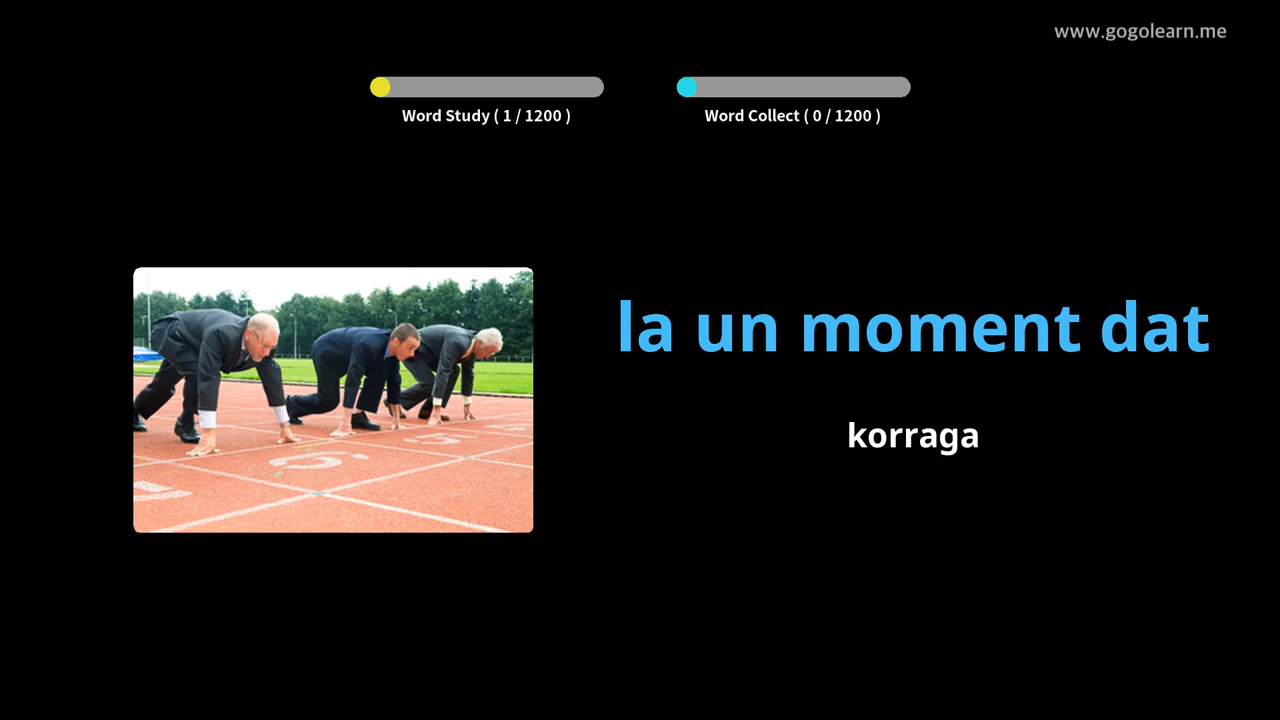 www.gogolearn.me
Word Study ( 1 / 1200 )
Word Collect ( 0 / 1200 )
la un moment dat
korraga